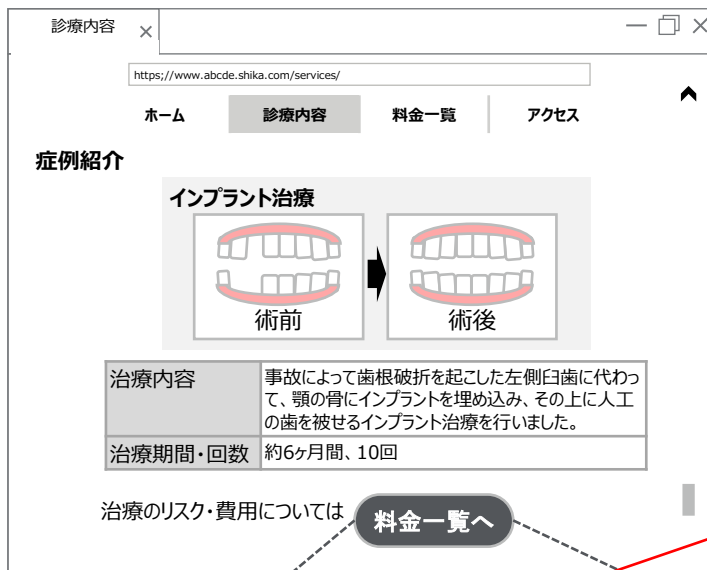 診療内容
https;//www.abcde.shika.com/services/
ホーム 診療内容 料金一覧 アクセス
症例紹介
インプラント治療
術前 術後
治療内容 事故によって歯根破折を起こした左側臼歯に代わっ
て、顎の骨にインプラントを埋め込み、その上に人工
の歯を被せるインプラント治療を行いました。
治療期間・回数 約6ヶ月間、10回
治療のリスク・費用については 料金一覧へ